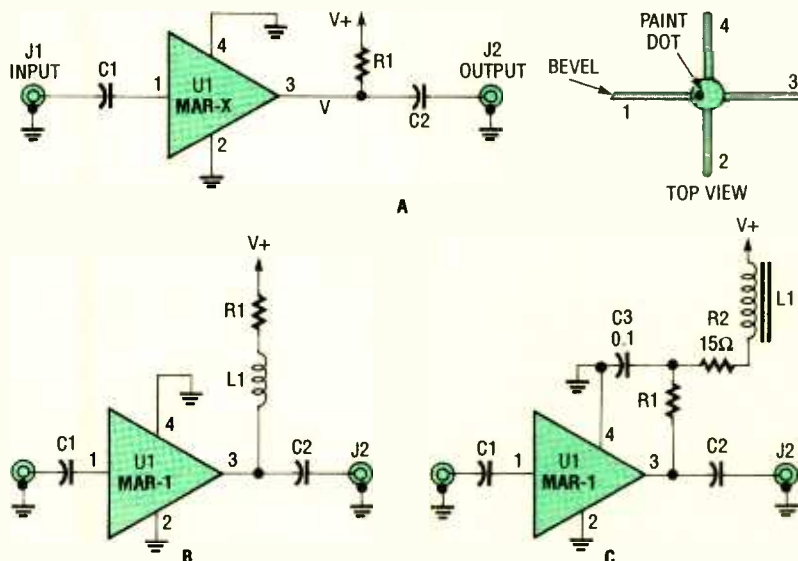 J1
INPUT
C1
1
U1
MAR-X
4
2
3
V
V+
R1
C2
J2
OUTPUT
PAINT
DOT
BEVEL
4
1
3
2
TOP VIEW
A
V+
R1
L1
C1
1
U1
MAR-1
4
2
3
C2
J2
B
V+
L1
R2
15Ω
C3
0.1
R1
C1
1
U1
MAR-1
4
2
3
C2
J2
C